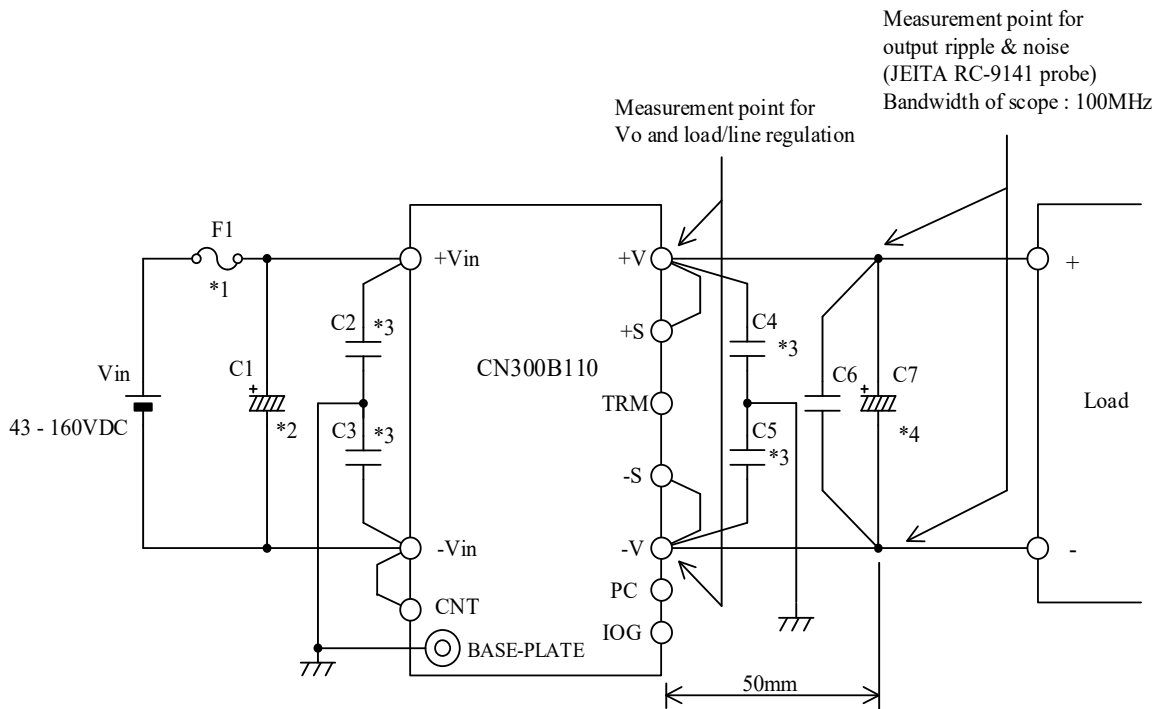 Measurement point for
output ripple & noise
(JEITA RC-9141 probe)
Bandwidth of scope : 100MHz
Measurement point for
Vo and load/line regulation
F1
*1
+Vin
+V
+
C2
*3
C4
*3
+S
Vin
43 - 160VDC
C1
+
*2
CN300B110
TRM
C6
+
C7
*4
Load
C3
*3
C5
*3
-S
-Vin
-V
-
CNT
PC
BASE-PLATE
IOG
50mm